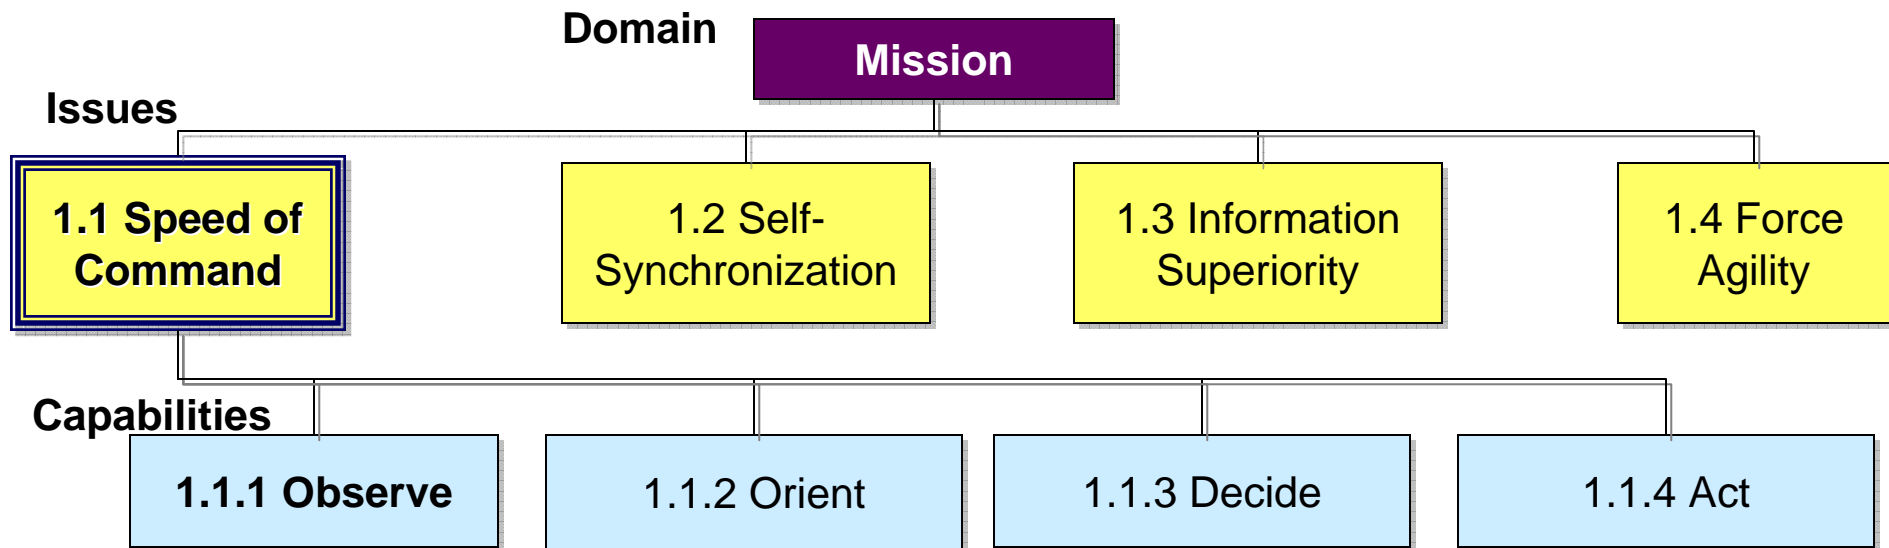 Domain
Mission
Issues
1.1 Speed of
Command
1.2 Self-
Synchronization
1.3 Information
Superiority
1.4 Force
Agility
Capabilities
1.1.1 Observe
1.1.2 Orient
1.1.3 Decide
1.1.4 Act